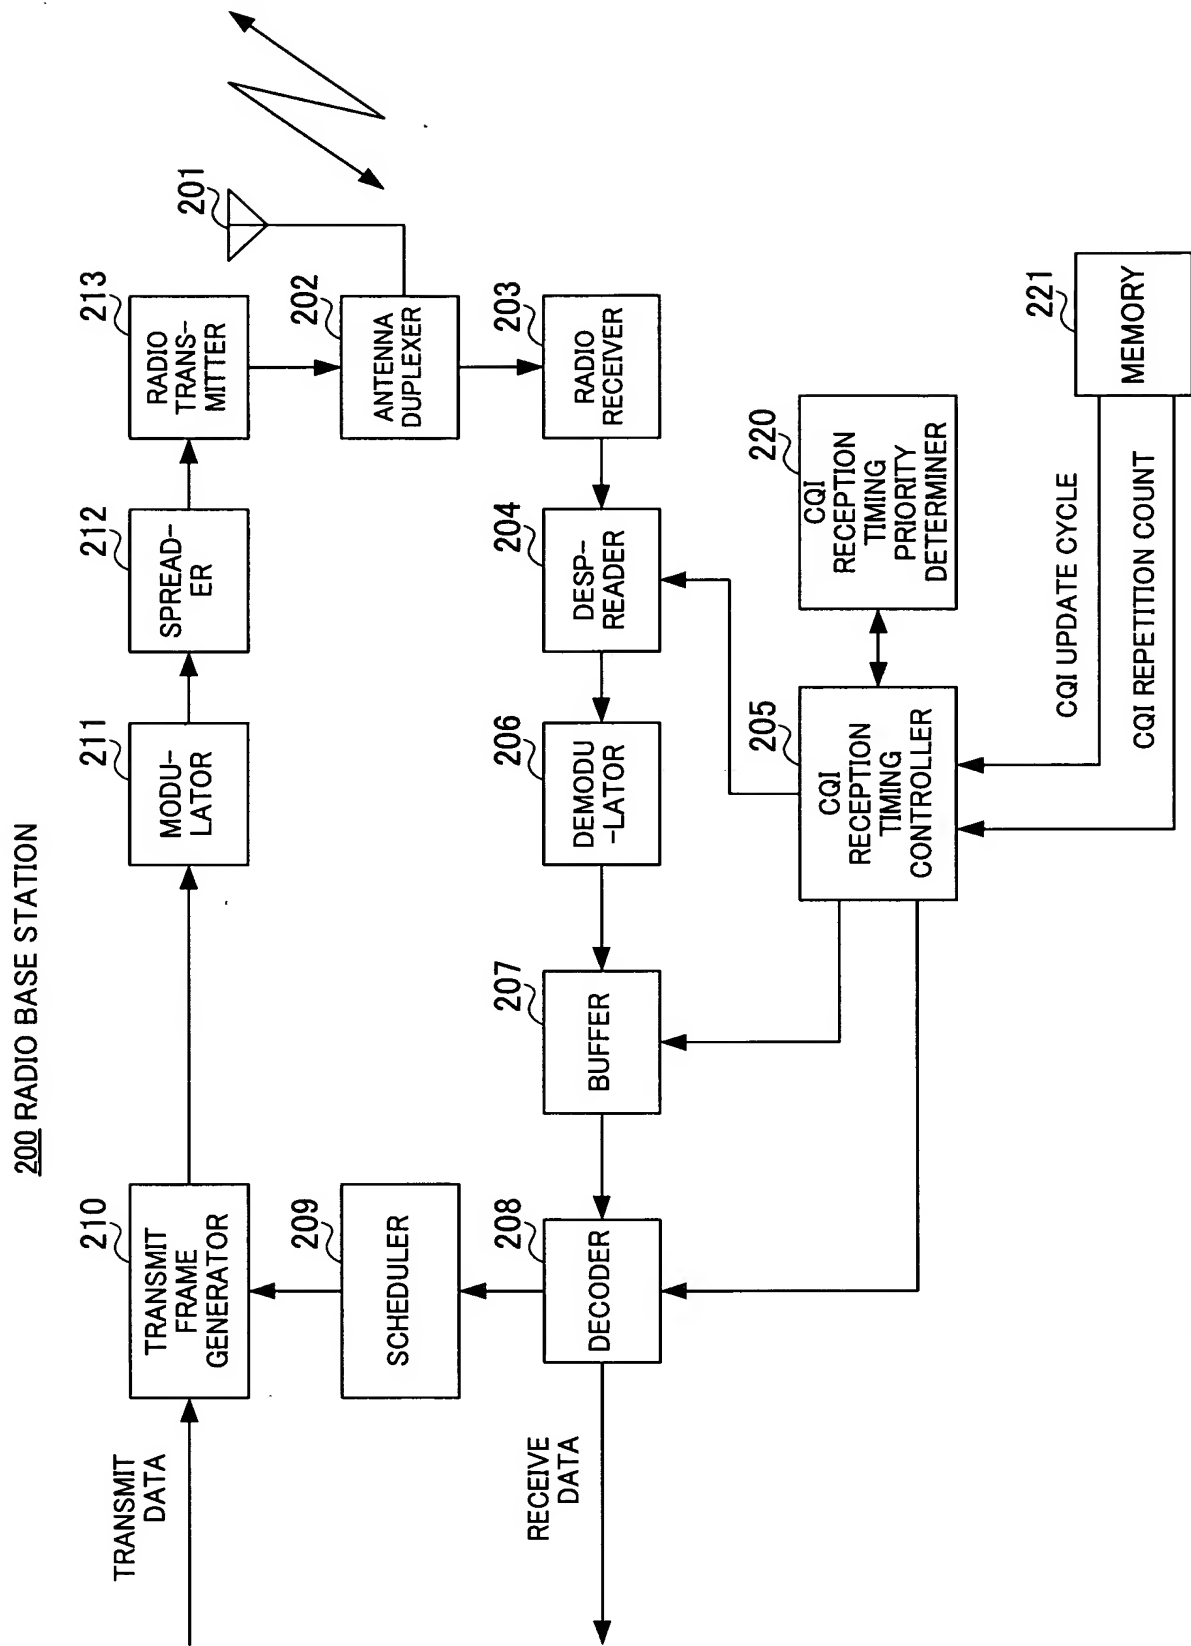 200 RADIO BASE STATION
TRANSMIT
DATA
210
TRANSMIT
FRAME
GENERATOR
211
MODU-
LATOR
212
SPREAD-
ER
213
RADIO
TRANS-
MITTER
201
209
SCHEDULER
202
ANTENNA
DUPLEXER
RECEIVE
DATA
208
DECODER
207
BUFFER
206
DEMODU
-LATOR
204
DESP-
READER
203
RADIO
RECEIVER
205
CQI
RECEPTION
TIMING
CONTROLLER
220
CQI
RECEPTION
TIMING
PRIORITY
DETERMINER
CQI UPDATE CYCLE
CQI REPETITION COUNT
221
MEMORY